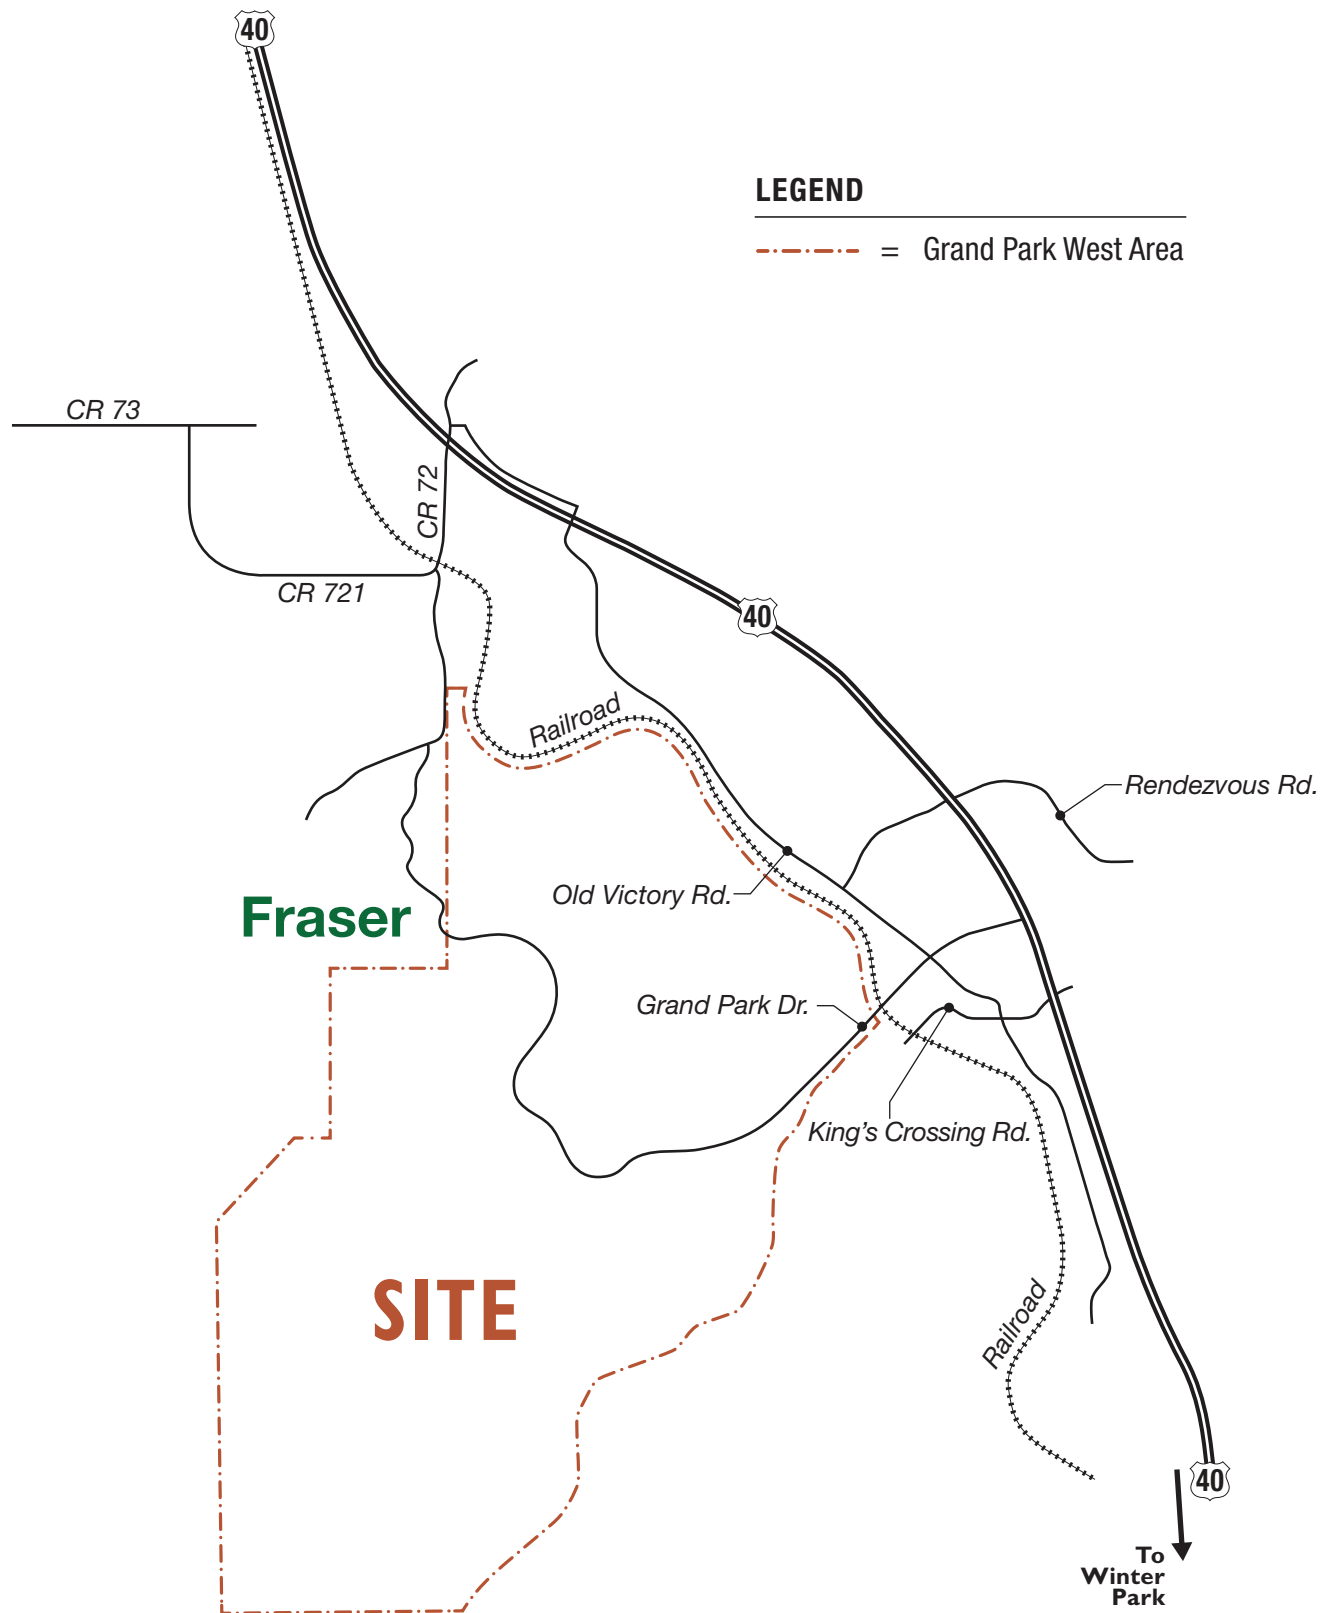 40
LEGEND
= Grand Park West Area
CR 73
CR 72
CR 721
40
Railroad
Rendezvous Rd.
Old Victory Rd.
Fraser
Grand Park Dr.
King's Crossing Rd.
SITE
Railroad
40
To
Winter
Park